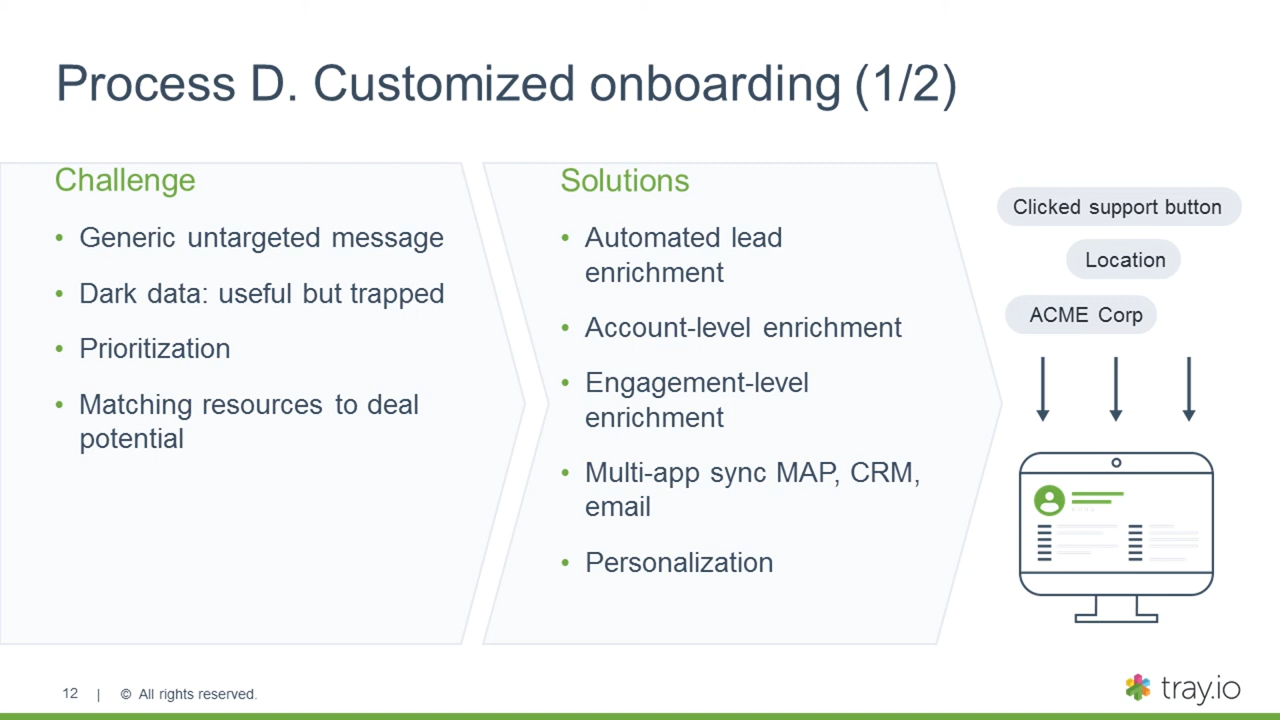 Process D. Customized onboarding (1/2)
Challenge
• Generic untargeted message
• Dark data: useful but trapped
• Prioritization
• Matching resources to deal
potential
Solutions
• Automated lead
enrichment
• Account-level enrichment
• Engagement-level
enrichment
• Multi-app sync MAP, CRM,
email
• Personalization
Clicked support button
Location
ACME Corp
12 | © All rights reserved.
tray.io